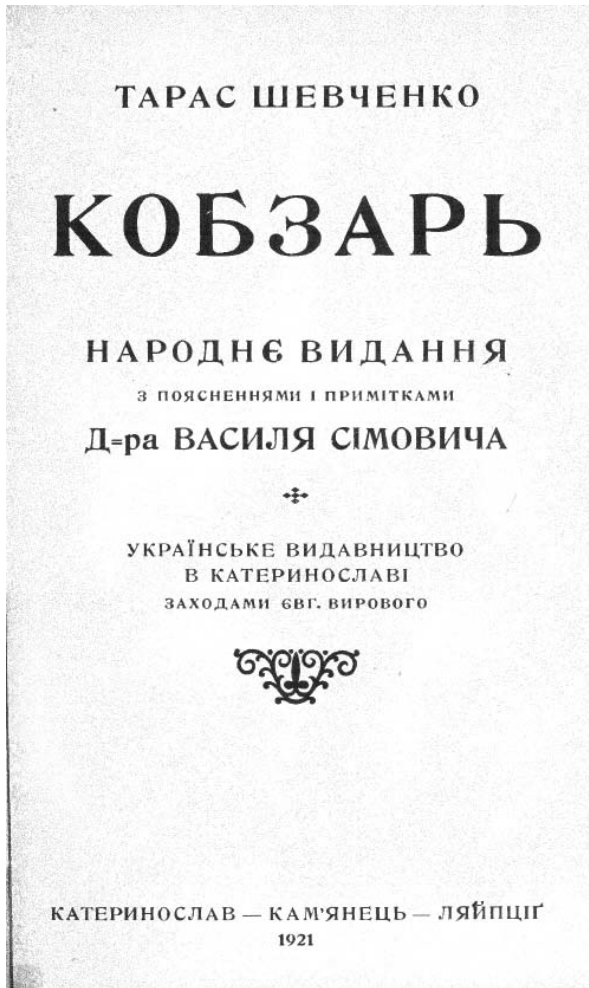 ТАРАС ШЕВЧЕНКО
КОБЗАРЬ
НАРОДНЄ ВИДАННЯ
З ПОЯСНЕННЯМИ І ПРИМІТКАМИ
Д=ра ВАСИЛЯ СІМОВИЧА
УКРАЇНСЬКЕ ВИДАВНИЦТВО
В КАТЕРИНОСЛАВІ
ЗАХОДАМИ ЄВГ. ВИРОВОГО
КАТЕРИНОСЛАВ — КАМ'ЯНЕЦЬ — ЛЯЙПЦІҐ
1921